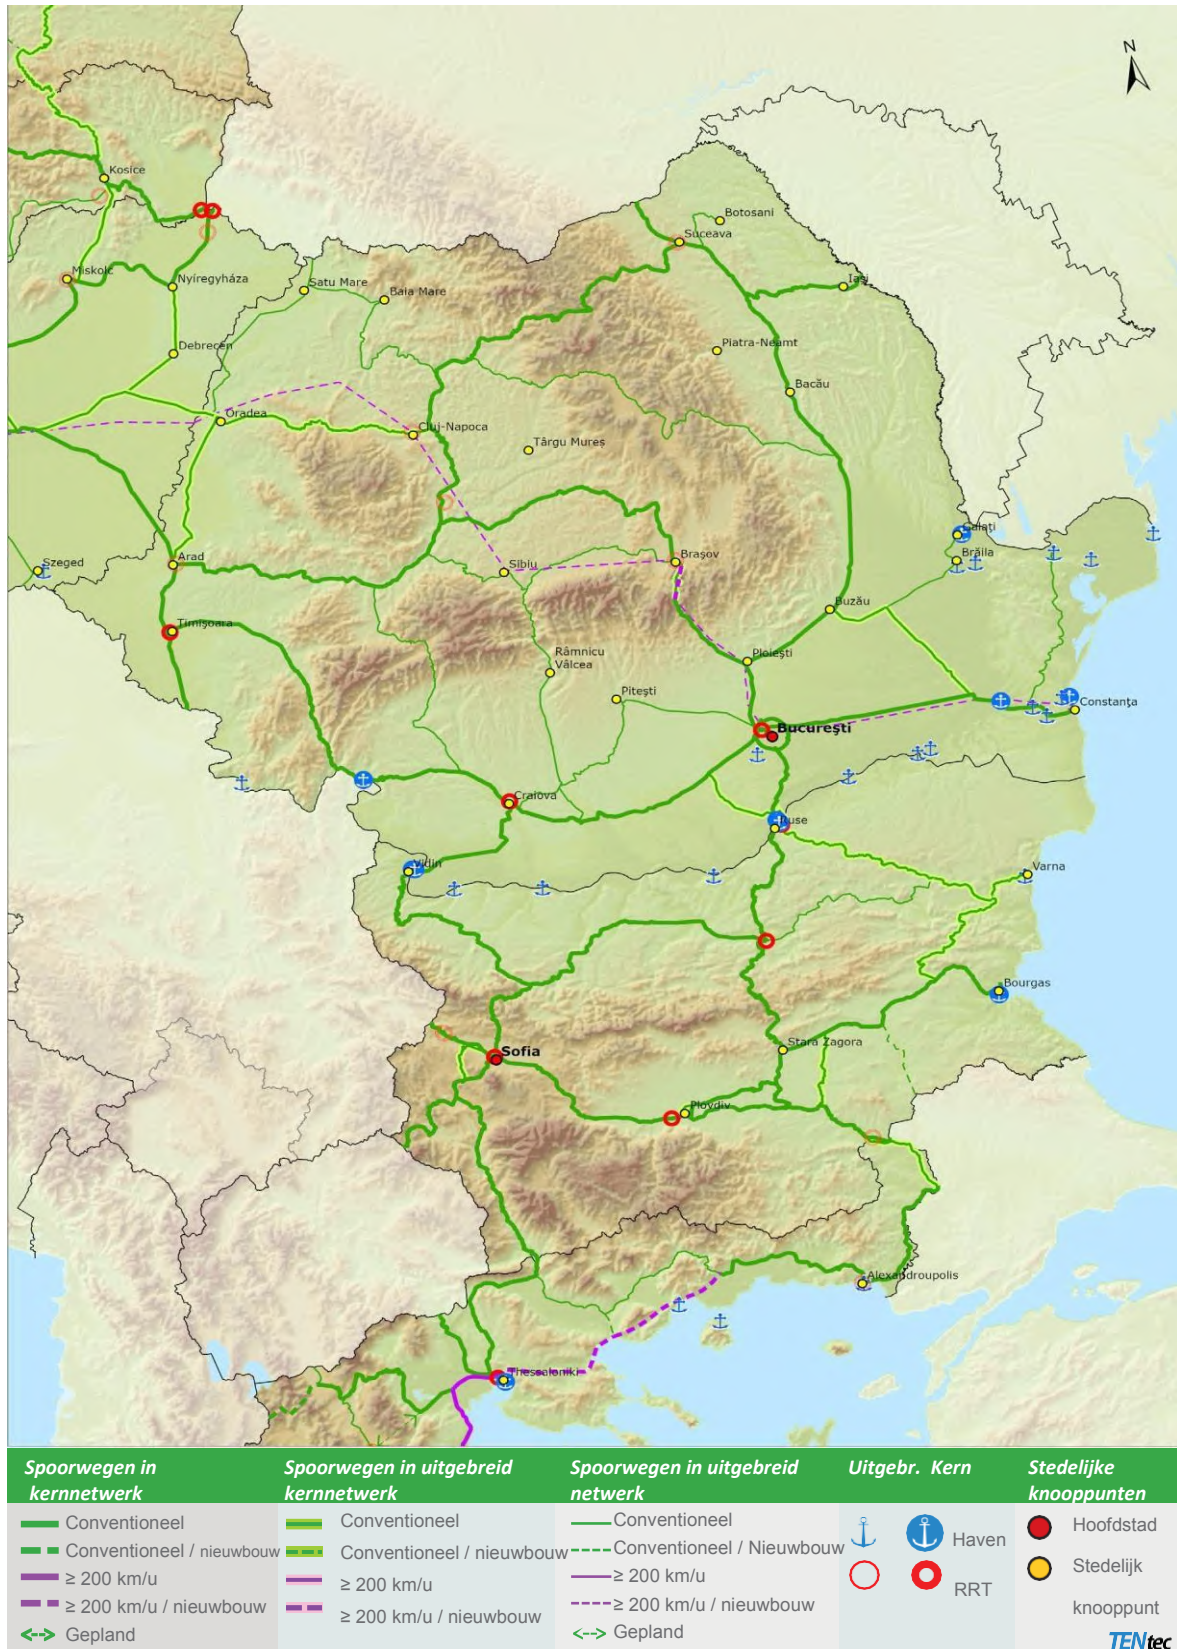 N
Kosice
Botosani
Suceava
Miskolc
Nyíregyháza
Satu Mare
Baia Mare
Iași
Debrecen
Piatra-Neamt
Bacău
Oradea
Cluj-Napoca
Târgu Mureș
Galaţi
Brăila
Szeged
Arad
Sibiu
Braşov
Timişoara
Buzău
Râmnicu
Vâlcea
Ploieşti
Piteşti
Constanţa
Bucureşti
Craiova
Ruse
Vidin
Varna
Bourgas
Sofia
Stara Zagora
Plovdiv
Alexandroupolis
Thessaloniki
Spoorwegen in
kernnetwerk
Conventioneel
Conventioneel / nieuwbouw
≥ 200 km/u
≥ 200 km/u / nieuwbouw
Gepland
Spoorwegen in uitgebreid
kernnetwerk
Conventioneel
Conventioneel / nieuwbouw
≥ 200 km/u
≥ 200 km/u / nieuwbouw
Spoorwegen in uitgebreid
netwerk
Conventioneel
Conventioneel / Nieuwbouw
≥ 200 km/u
≥ 200 km/u / nieuwbouw
Gepland
Uitgebr. Kern
Haven
RRT
Stedelijke
knooppunten
Hoofdstad
Stedelijk
knooppunt
TENtec